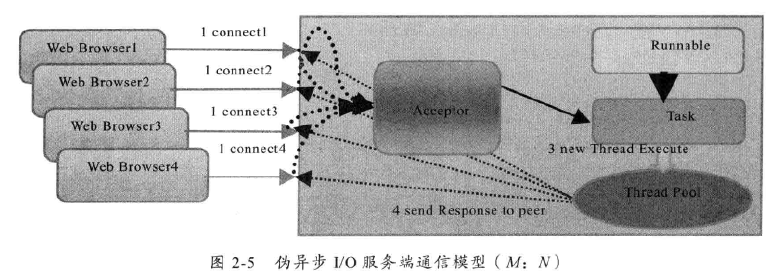 Web Browser1
Web Browser2
Web Browser3
Web Browser4
1 connect1
1 connect2
1 connect3
1 connect4
Acceptor
Runnable
Task
3 new Thread Execute
Thread Pool
4 send Response to peer
图 2-5 伪异步 I/O 服务端通信模型（M：N）